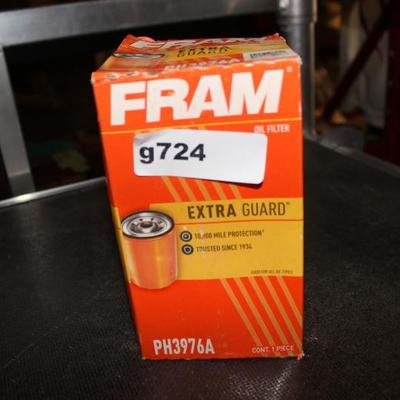 EXTRA
GUARD
PH3976A
FRAM
OIL FILTER
g724
EXTRA GUARD
10,000 MILE PROTECTION
TRUSTED SINCE 1934
PH3976A
CONT. 1 PIECE